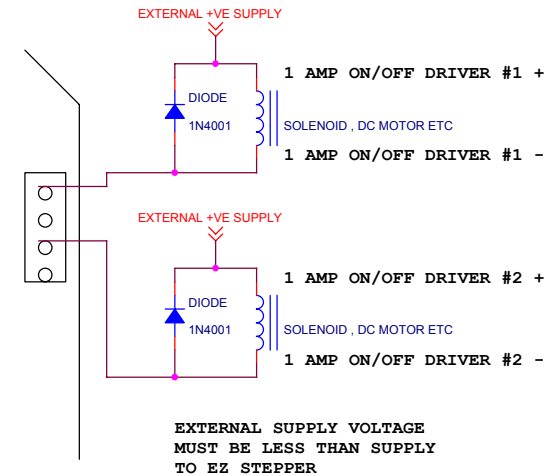 EXTERNAL +VE SUPPLY
1 AMP ON/OFF DRIVER #1 +
DIODE
1N4001
SOLENOID , DC MOTOR ETC
1 AMP ON/OFF DRIVER #1 -
EXTERNAL +VE SUPPLY
1 AMP ON/OFF DRIVER #2 +
DIODE
1N4001
SOLENOID , DC MOTOR ETC
1 AMP ON/OFF DRIVER #2 -
EXTERNAL SUPPLY VOLTAGE
MUST BE LESS THAN SUPPLY
TO EZ STEPPER